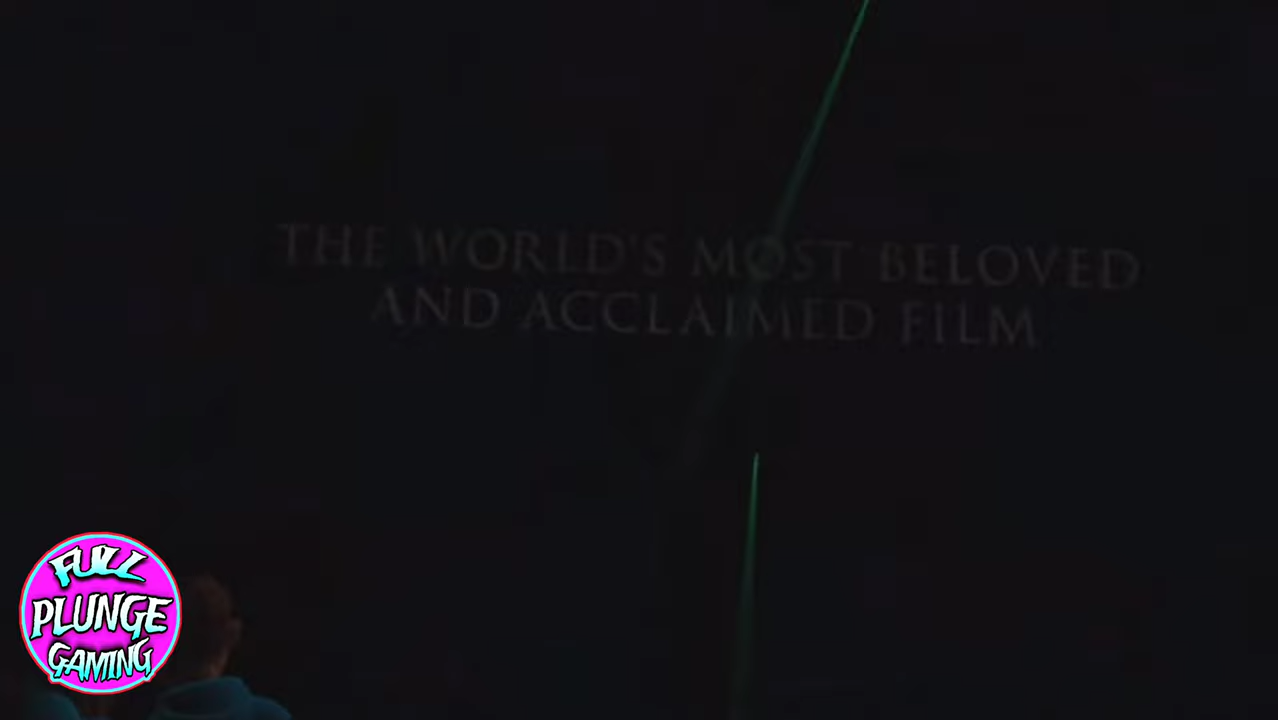 THE WORLD'S MOST BELOVED
AND ACCLAIMED FILM
FULL
PLUNGE
GAMING